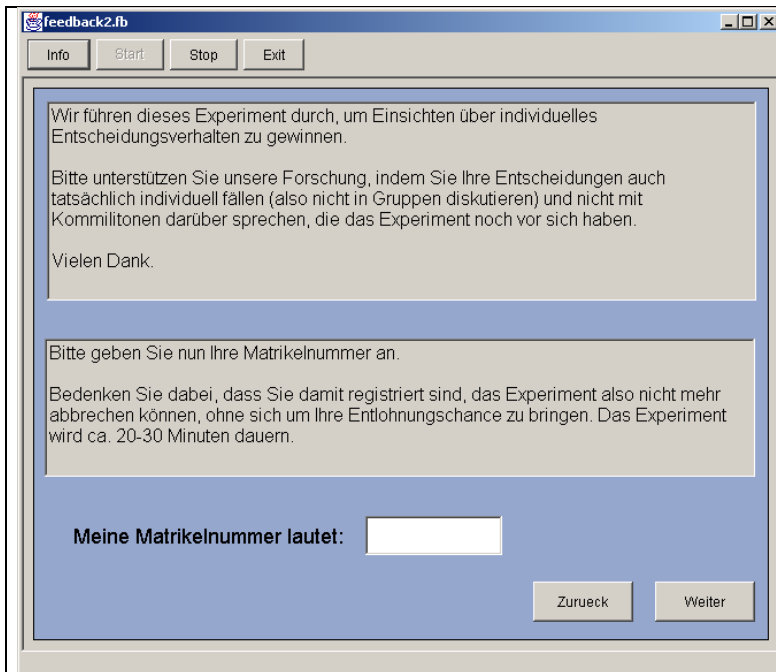 feedback2.fb
Info Start Stop Exit
Wir führen dieses Experiment durch, um Einsichten über individuelles
Entscheidungsverhalten zu gewinnen.
Bitte unterstützen Sie unsere Forschung, indem Sie Ihre Entscheidungen auch
tatsächlich individuell fällen (also nicht in Gruppen diskutieren) und nicht mit
Kommilitonen darüber sprechen, die das Experiment noch vor sich haben.
Vielen Dank.
Bitte geben Sie nun Ihre Matrikelnummer an.
Bedenken Sie dabei, dass Sie damit registriert sind, das Experiment also nicht mehr
abbrechen können, ohne sich um Ihre Entlohnungschance zu bringen. Das Experiment
wird ca. 20-30 Minuten dauern.
Meine Matrikelnummer lautet:
Zurueck Weiter